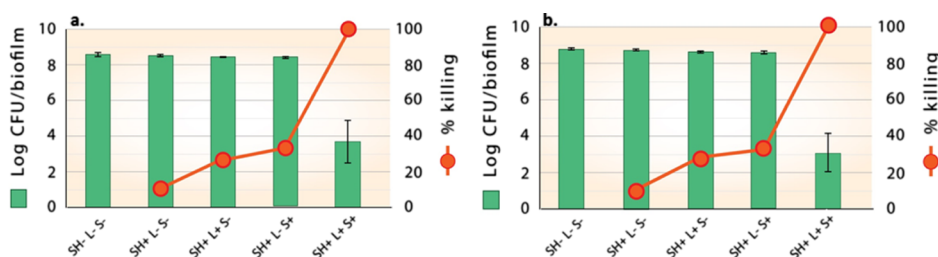 a.
Log CFU/biofilm
10
8
6
4
2
0
100
80
60
40
20
0
% killing
SH- L- S-
SH+ L- S-
SH+ L+ S-
SH+ L- S+
SH+ L+ S+
b.
Log CFU/biofilm
10
8
6
4
2
0
100
80
60
40
20
0
% killing
SH- L- S-
SH+ L- S-
SH+ L+ S-
SH+ L- S+
SH+ L+ S+